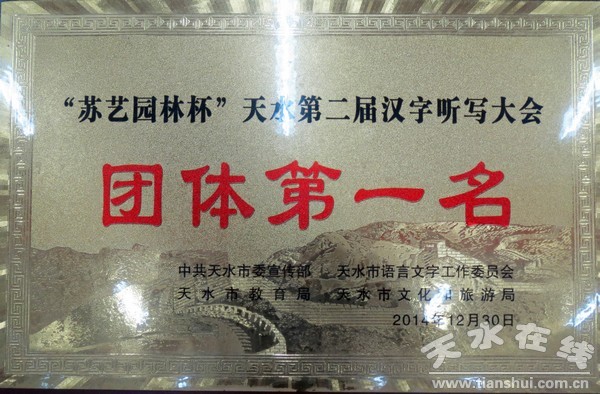 “苏艺园林杯”天水第二届汉字听写大会
团体第一名
中共天水市委宣传部 天水市语言文字工作委员会
天水市教育局 天水市文化和旅游局
2014年12月30日
天水在线
www.tianshui.com.cn